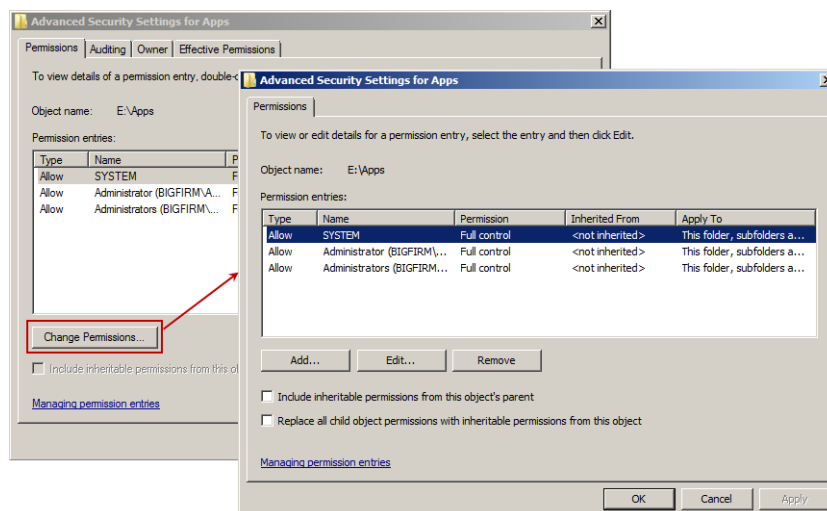 Advanced Security Settings for Apps
Permissions Auditing Owner Effective Permissions
To view details of a permission entry, double-c
Object name: E:\Apps
Permission entries:
Type Name P
Allow SYSTEM F
Allow Administrator (BIGFIRM\A... F
Allow Administrators (BIGFIRM\... F
Change Permissions...
Include inheritable permissions from this ob
Managing permission entries
Advanced Security Settings for Apps
Permissions
To view or edit details for a permission entry, select the entry and then click Edit.
Object name: E:\Apps
Permission entries:
Type Name Permission Inherited From Apply To
Allow SYSTEM Full control <not inherited> This folder, subfolders a...
Allow Administrator (BIGFIRM\,... Full control <not inherited> This folder, subfolders a...
Allow Administrators (BIGFIRM... Full control <not inherited> This folder, subfolders a...
Add... Edit... Remove
Include inheritable permissions from this object's parent
Replace all child object permissions with inheritable permissions from this object
Managing permission entries
OK Cancel Apply